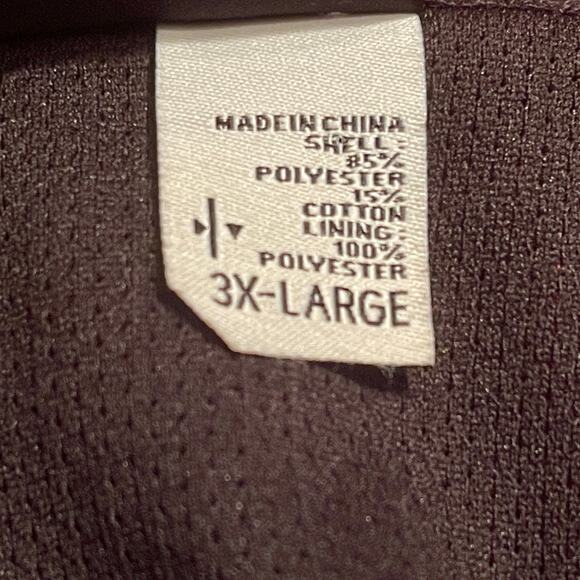 MADE IN CHINA
SHELL:
85%
POLYESTER
15%
COTTON
LINING:
100%
POLYESTER
3X-LARGE